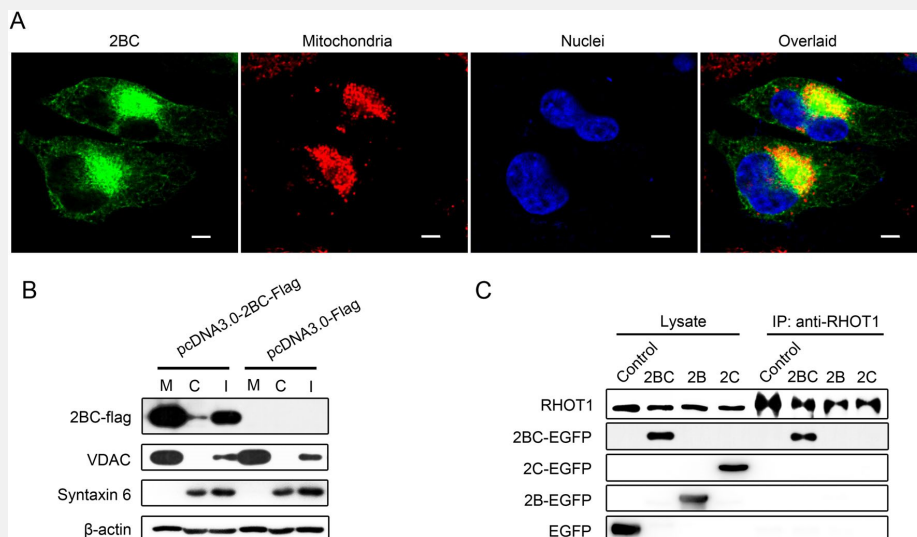 A
2BC Mitochondria Nuclei Overlaid
B
pcDNA3.0-2BC-Flag
pcDNA3.0-Flag
M C I M C I
2BC-flag
VDAC
Syntaxin 6
β-actin
C
Lysate IP: anti-RHOT1
Control 2BC 2B 2C Control 2BC 2B 2C
RHOT1
2BC-EGFP
2C-EGFP
2B-EGFP
EGFP